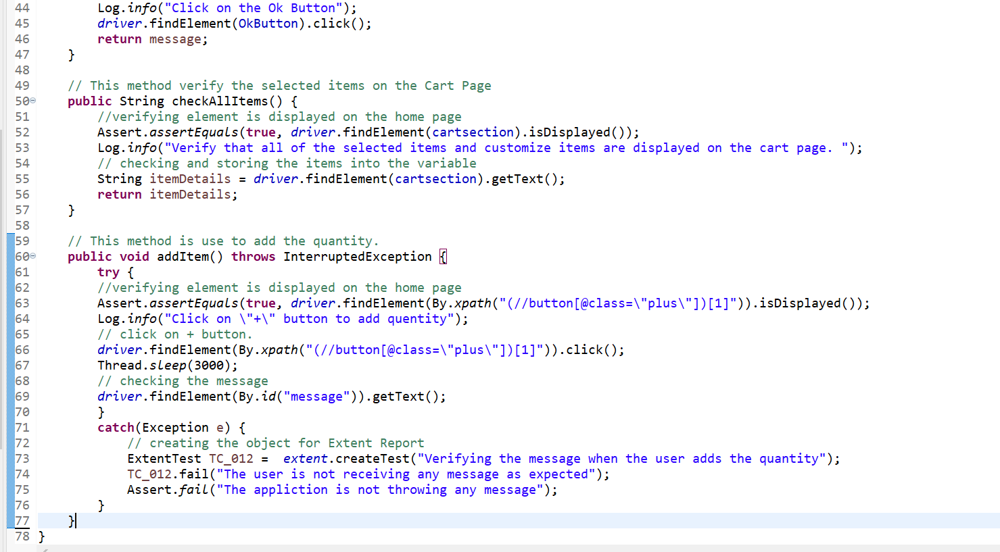 44         Log.info("Click on the Ok Button");
45         driver.findElement(OkButton).click();
46         return message;
47     }
48
49     // This method verify the selected items on the Cart Page
50     public String checkAllItems() {
51         //verifying element is displayed on the home page
52         Assert.assertEquals(true, driver.findElement(cartsection).isDisplayed());
53         Log.info("Verify that all of the selected items and customize items are displayed on the cart page. ");
54         // checking and storing the items into the variable
55         String itemDetails = driver.findElement(cartsection).getText();
56         return itemDetails;
57     }
58
59     // This method is use to add the quantity.
60     public void addItem() throws InterruptedException {
61         try {
62         //verifying element is displayed on the home page
63         Assert.assertEquals(true, driver.findElement(By.xpath("(//button[@class=\"plus\"])[1]")).isDisplayed());
64         Log.info("Click on \"+\" button to add quentity");
65         // click on + button.
66         driver.findElement(By.xpath("(//button[@class=\"plus\"])[1]")).click();
67         Thread.sleep(3000);
68         // checking the message
69         driver.findElement(By.id("message")).getText();
70         }
71         catch(Exception e) {
72             // creating the object for Extent Report
73             ExtentTest TC_012 =  extent.createTest("Verifying the message when the user adds the quantity");
74             TC_012.fail("The user is not receiving any message as expected");
75             Assert.fail("The appliction is not throwing any message");
76         }
77     }
78 }